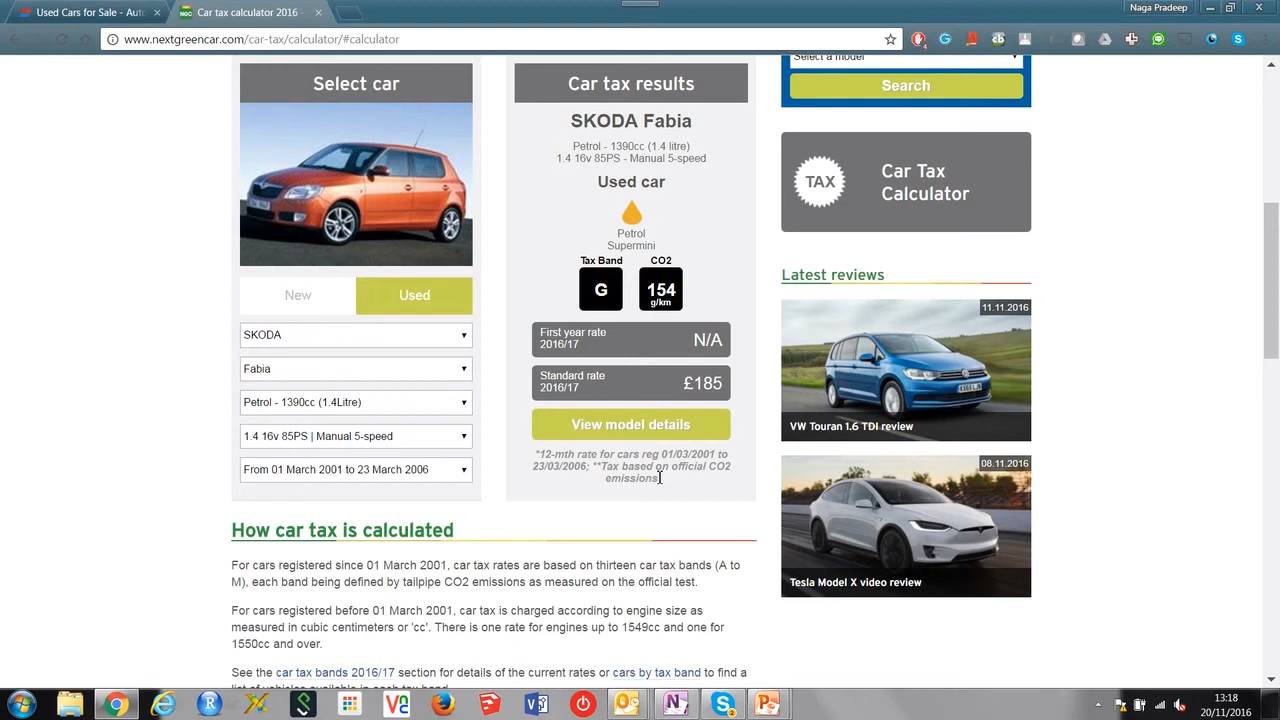 Used Cars for Sale - Auto
NGC
Car tax calculator 2016 -
Naga Pradeep
www.nextgreencar.com/car-tax/calculator/#calculator
Select car
Car tax results
Select a model
Search
SKODA Fabia
Petrol - 1390cc (1.4 litre)
1.4 16v 85PS - Manual 5-speed
Used car
TAX
Car Tax
Calculator
Petrol
Supermini
Tax Band
CO2
G
154
g/km
New
Used
Latest reviews
11.11.2016
VW Touran 1.6 TDI review
08.11.2016
Tesla Model X video review
SKODA
Fabia
Petrol - 1390cc (1.4Litre)
1.4 16v 85PS | Manual 5-speed
From 01 March 2001 to 23 March 2006
First year rate
2016/17
N/A
Standard rate
2016/17
£185
View model details
*12-mth rate for cars reg 01/03/2001 to
23/03/2006; **Tax based on official CO2
emissions
How car tax is calculated
For cars registered since 01 March 2001, car tax rates are based on thirteen car tax bands (A to
M), each band being defined by tailpipe CO2 emissions as measured on the official test.
For cars registered before 01 March 2001, car tax is charged according to engine size as
measured in cubic centimeters or 'cc'. There is one rate for engines up to 1549cc and one for
1550cc and over.
See the car tax bands 2016/17 section for details of the current rates or cars by tax band to find a
list of vehicles available in each tax band.
13:18
20/11/2016